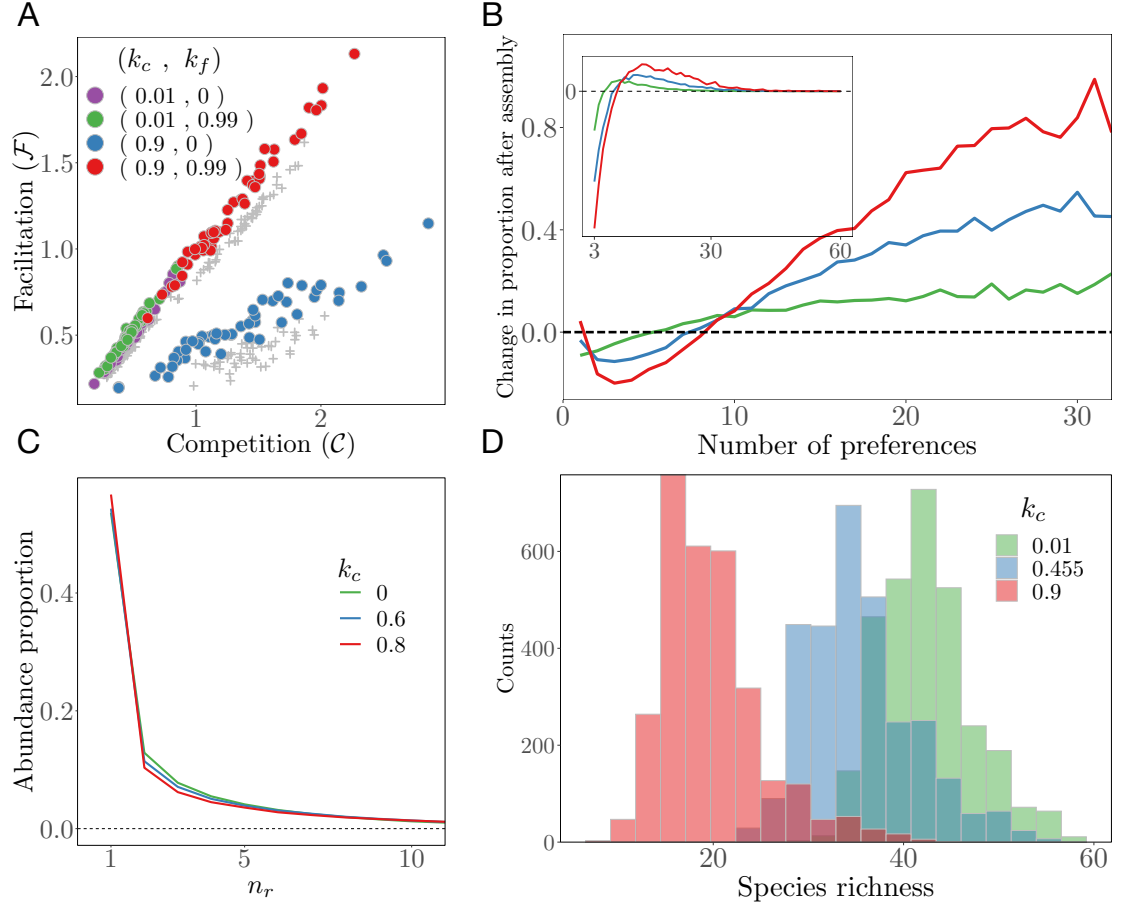 A
(k_c , k_f)
( 0.01 , 0 )
( 0.01 , 0.99 )
( 0.9 , 0 )
( 0.9 , 0.99 )
2.0
1.5
1.0
0.5
1
2
Facilitation (ℱ)
Competition (𝒞)
B
Change in proportion after assembly
0.8
0.4
0.0
0
10
20
30
Number of preferences
0
3
30
60
C
Abundance proportion
0.4
0.2
0.0
1
5
10
n_r
k_c
0
0.6
0.8
D
Counts
600
400
200
0
20
40
60
Species richness
k_c
0.01
0.455
0.9